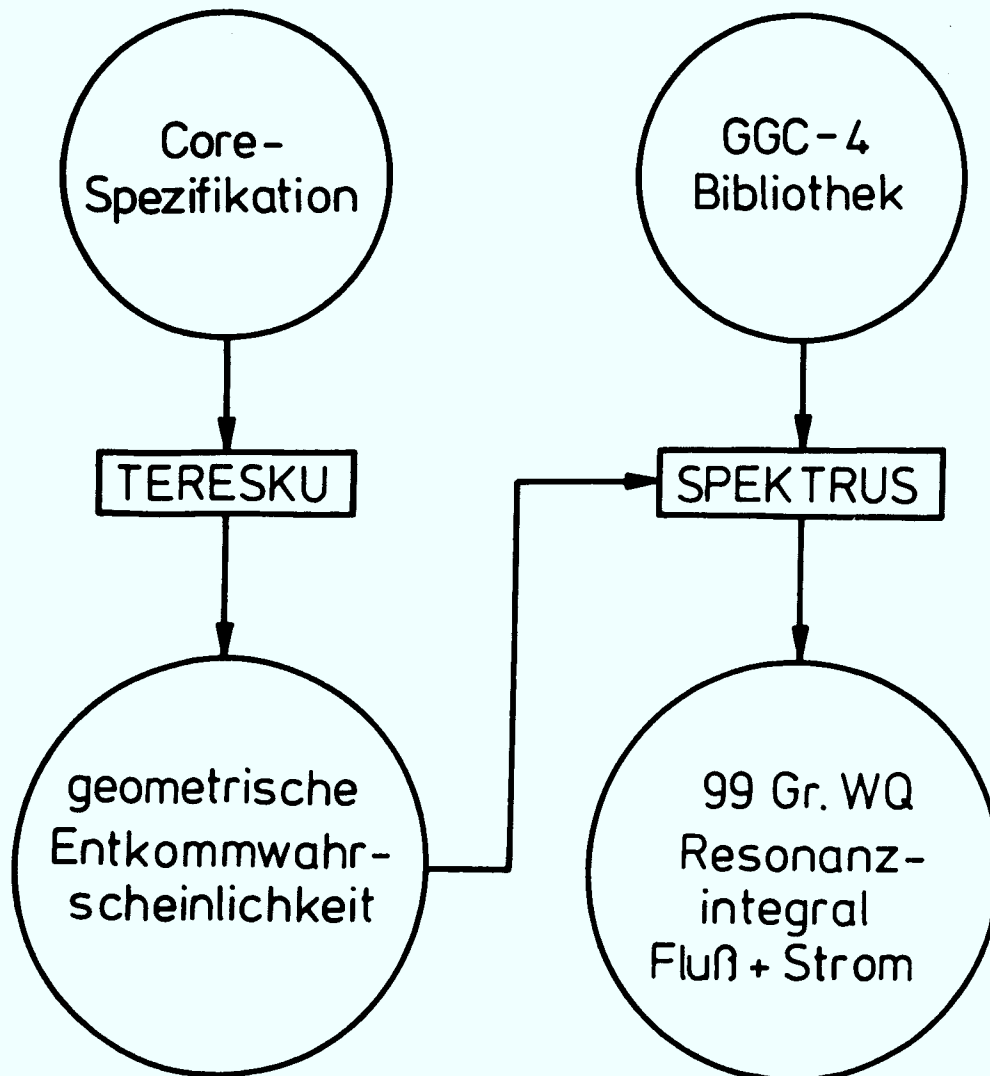 Core-
Spezifikation
GGC-4
Bibliothek
TERESKU
SPEKTRUS
geometrische
Entkommwahr-
scheinlichkeit
99 Gr. WQ
Resonanz-
integral
Fluß + Strom